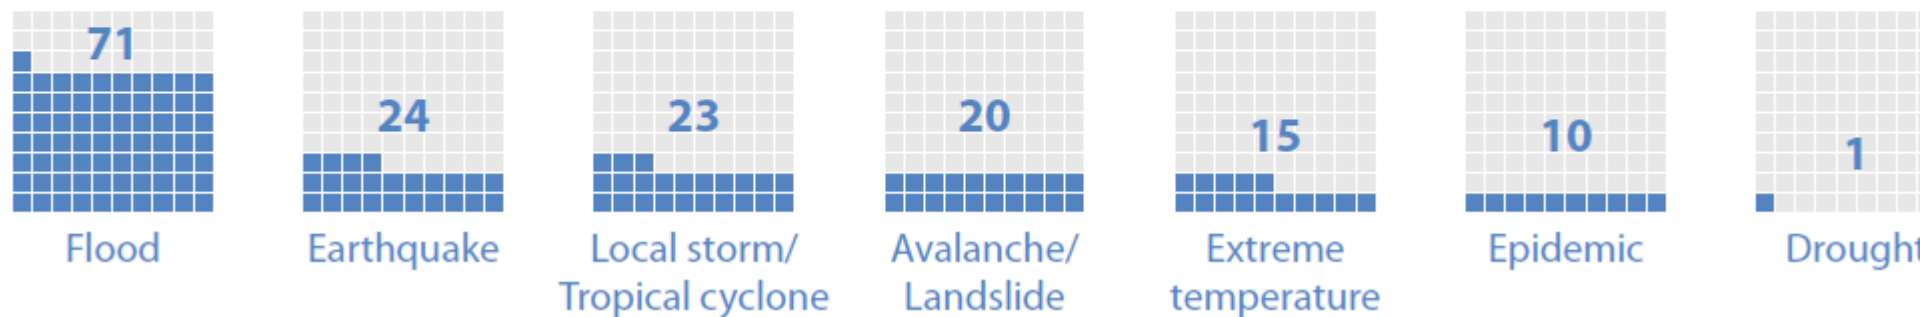 71
24
23
20
15
10
1
Flood
Earthquake
Local storm/
Tropical cyclone
Avalanche/
Landslide
Extreme
temperature
Epidemic
Drought